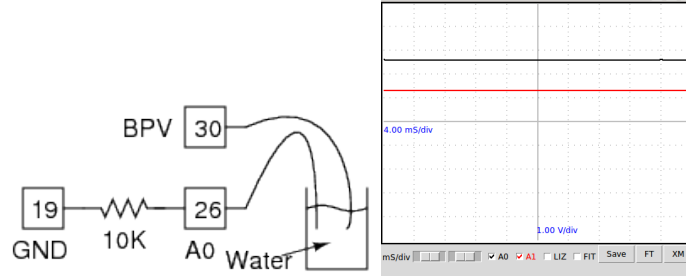 BPV 30
19 26
GND 10K A0 Water
4.00 mS/div
1.00 V/div
mS/div A0 A1 LIZ FIT Save FT XM